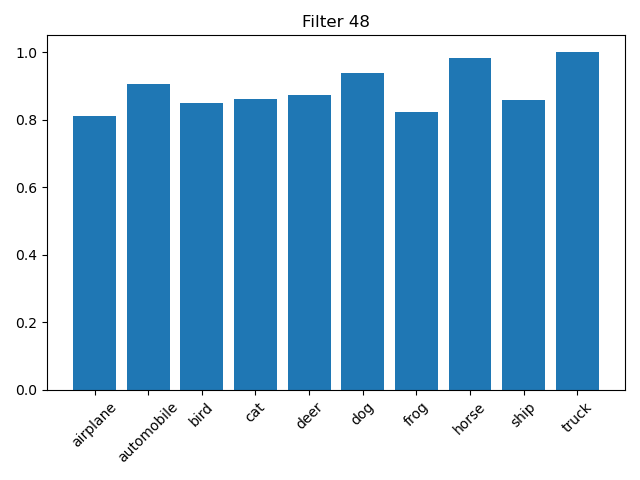 Filter 48
1.0
0.8
0.6
0.4
0.2
0.0
airplane
automobile
bird
cat
deer
dog
frog
horse
ship
truck